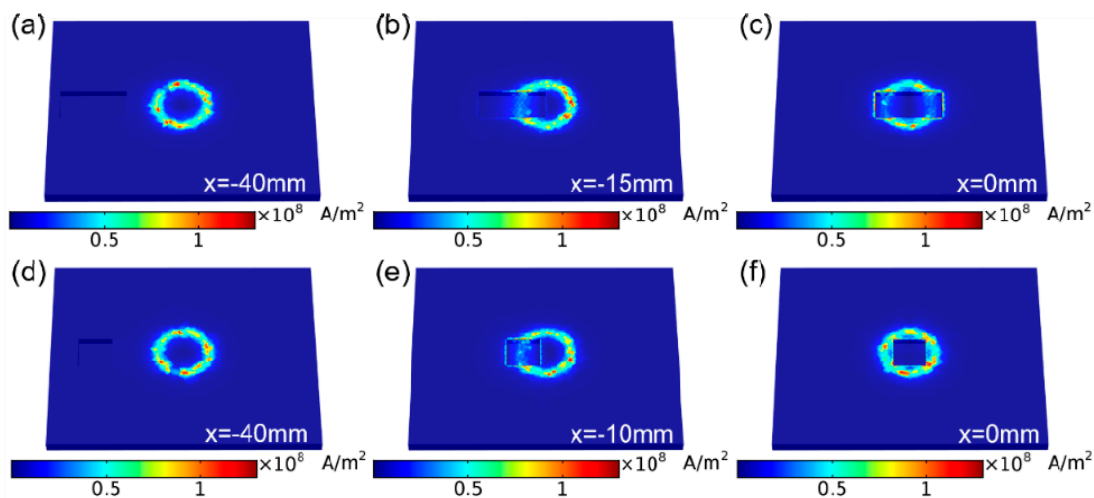 (a) (b) (c)
x=-40mm x=-15mm x=0mm
×10⁸ A/m² ×10⁸ A/m² ×10⁸ A/m²
0.5 1 0.5 1 0.5 1
(d) (e) (f)
x=-40mm x=-10mm x=0mm
×10⁸ A/m² ×10⁸ A/m² ×10⁸ A/m²
0.5 1 0.5 1 0.5 1